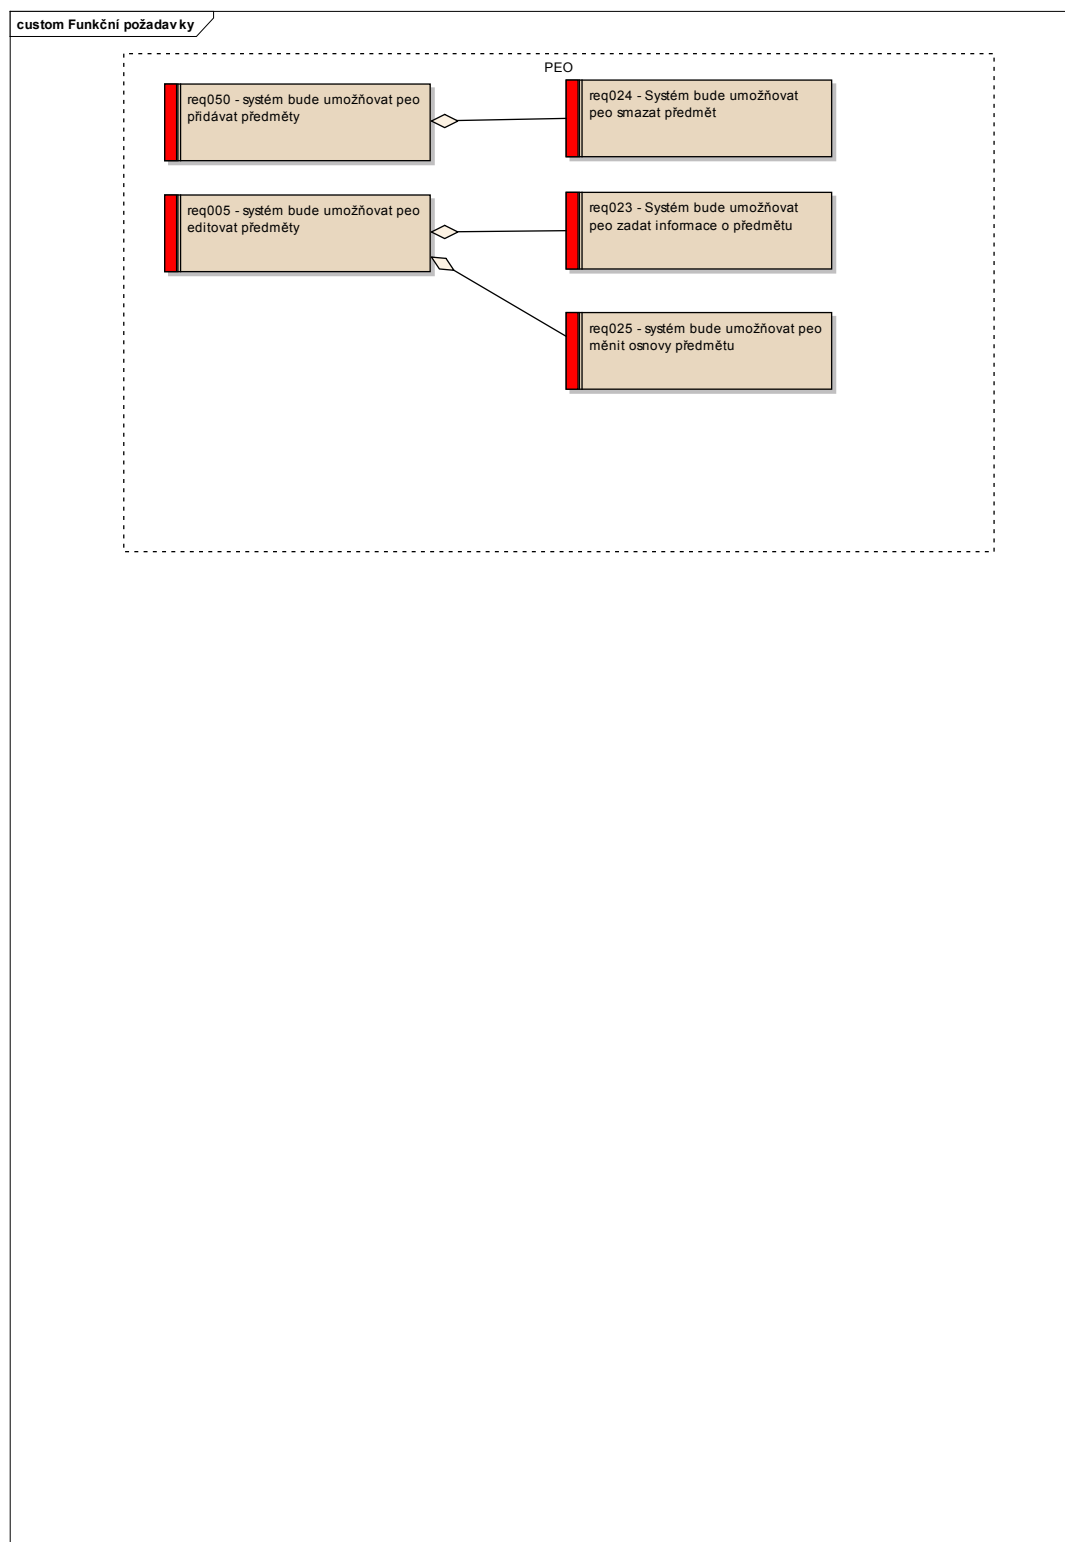 custom Funkční požadavky
PEO
req050 - systém bude umožňovat peo
přidávat předměty
req024 - Systém bude umožňovat
peo smazat předmět
req005 - systém bude umožňovat peo
editovat předměty
req023 - Systém bude umožňovat
peo zadat informace o předmětu
req025 - systém bude umožňovat peo
měnit osnovy předmětu